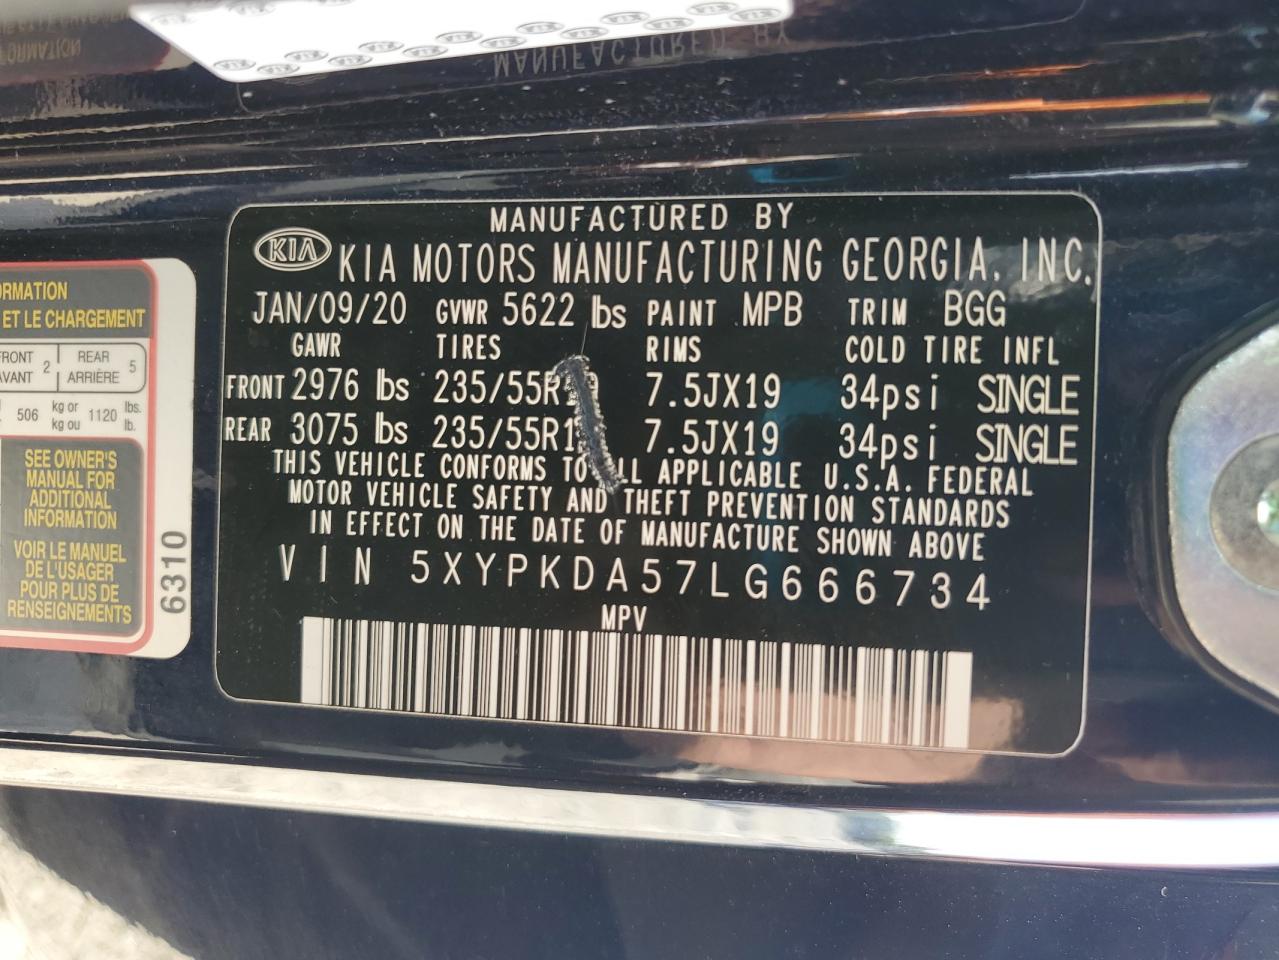 MANUFACTURED BY
ORMATION
ET LE CHARGEMENT
FRONT 2 REAR 5
AVANT ARRIÈRE
506 kg or 1120 lbs.
kg ou lb.
SEE OWNER'S
MANUAL FOR
ADDITIONAL
INFORMATION
VOIR LE MANUEL
DE L'USAGER
POUR PLUS DE
RENSEIGNEMENTS
6310
MANUFACTURED BY
KIA KIA MOTORS MANUFACTURING GEORGIA, INC.
JAN/09/20 GVWR 5622 lbs PAINT MPB TRIM BGG
GAWR TIRES RIMS COLD TIRE INFL
FRONT 2976 lbs 7.5JX19 34psi SINGLE
REAR 3075 lbs 7.5JX19 34psi SINGLE
THIS VEHICLE CONFORMS TO ALL APPLICABLE U.S.A. FEDERAL
MOTOR VEHICLE SAFETY AND THEFT PREVENTION STANDARDS
IN EFFECT ON THE DATE OF MANUFACTURE SHOWN ABOVE
VIN 5XYPKDA57LG666734
MPV